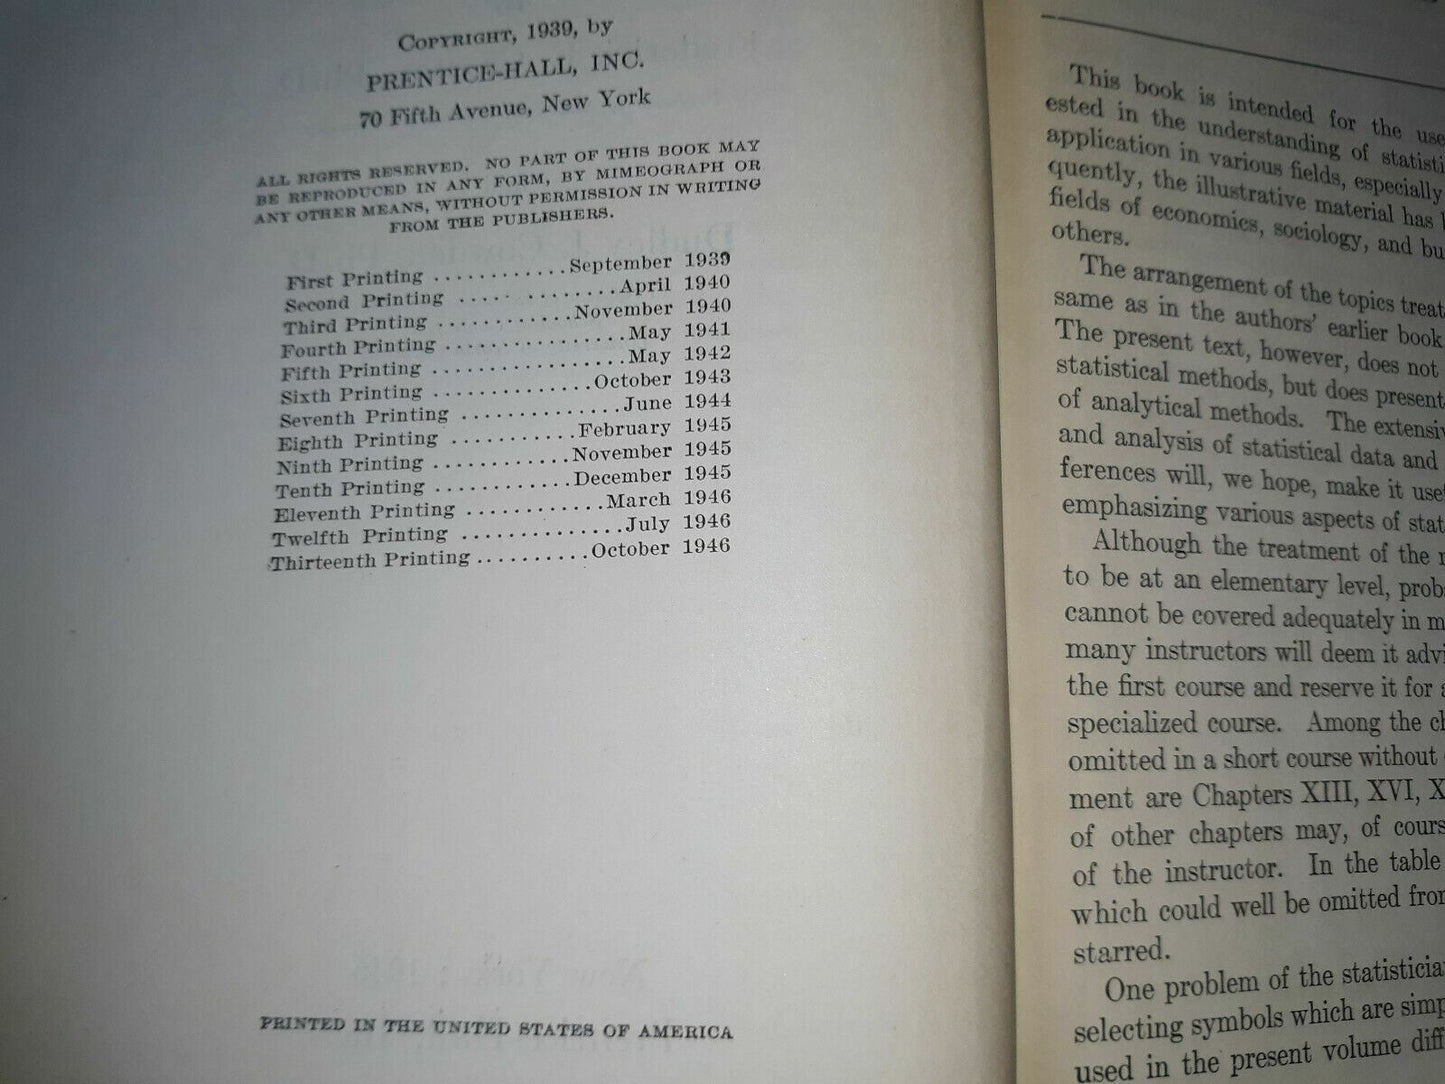 COPYRIGHT, 1939, by
PRENTICE-HALL, INC.
70 Fifth Avenue, New York
ALL RIGHTS RESERVED. NO PART OF THIS BOOK MAY
BE REPRODUCED IN ANY FORM, BY MIMEOGRAPH OR
ANY OTHER MEANS, WITHOUT PERMISSION IN WRITING
FROM THE PUBLISHERS.
First Printing ............September 1939
Second Printing ..... ........April 1940
Third Printing ............November 1940
Fourth Printing ................May 1941
Fifth Printing .................May 1942
Sixth Printing ............October 1943
Seventh Printing ..............June 1944
Eighth Printing ...........February 1945
Ninth Printing ............November 1945
Tenth Printing ............December 1945
Eleventh Printing ............March 1946
Twelfth Printing ..............July 1946
Thirteenth Printing ..........October 1946
PRINTED IN THE UNITED STATES OF AMERICA
This book is intended for the use
ested in the understanding of statisti
application in various fields, especially
quently, the illustrative material has
fields of economics, sociology, and bu
others.
The arrangement of the topics treat
same as in the authors' earlier book
The present text, however, does not
statistical methods, but does present
of analytical methods. The extensiv
and analysis of statistical data and
ferences will, we hope, make it usef
emphasizing various aspects of stat
Although the treatment of the
to be at an elementary level, prob
cannot be covered adequately in m
many instructors will deem it advi
the first course and reserve it for a
specialized course. Among the ch
omitted in a short course without
ment are Chapters XIII, XVI, X
of other chapters may, of cours
of the instructor. In the table
which could well be omitted from
starred.
One problem of the statistician
selecting symbols which are simp
used in the present volume diff